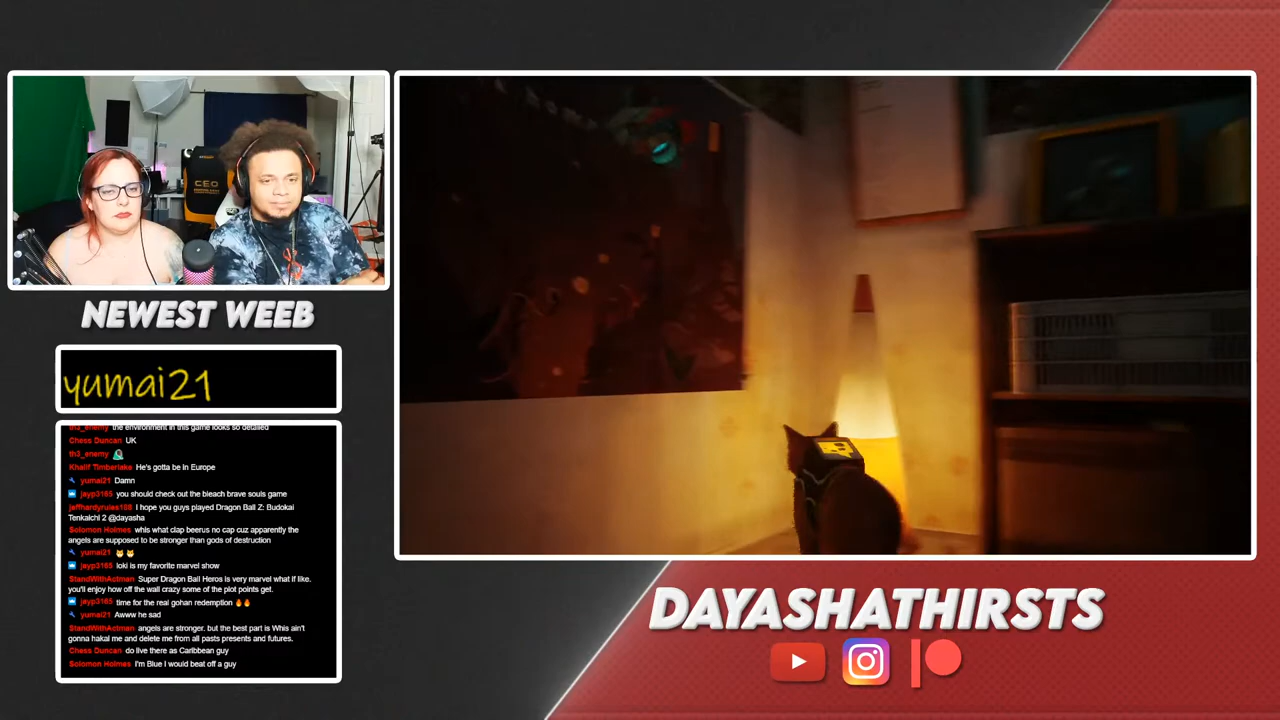 CEO
NEWEST WEEB
yumai21
th3_enemy the environment in this game looks so detailed
Chess Duncan UK
th3_enemy
Khalif Timberlake He's gotta be in Europe
yumai21 Damn
jayp3165 you should check out the bleach brave souls game
jeffhardyrules108 I hope you guys played Dragon Ball Z: Budokai
Tenkaichi 2 @dayasha
Solomon Holmes whis what clap beerus no cap cuz apparently the
angels are supposed to be stronger than gods of destruction
yumai21
jayp3165 loki is my favorite marvel show
StandWithActman Super Dragon Ball Heros is very marvel what if like.
you'll enjoy how off the wall crazy some of the plot points get.
jayp3165 time for the real gohan redemption
yumai21 Awww he sad
StandWithActman angels are stronger. but the best part is Whis ain't
gonna hakai me and delete me from all pasts presents and futures.
Chess Duncan do live there as Caribbean guy
Solomon Holmes I'm Blue I would beat off a guy
DAYASHATHIRSTS